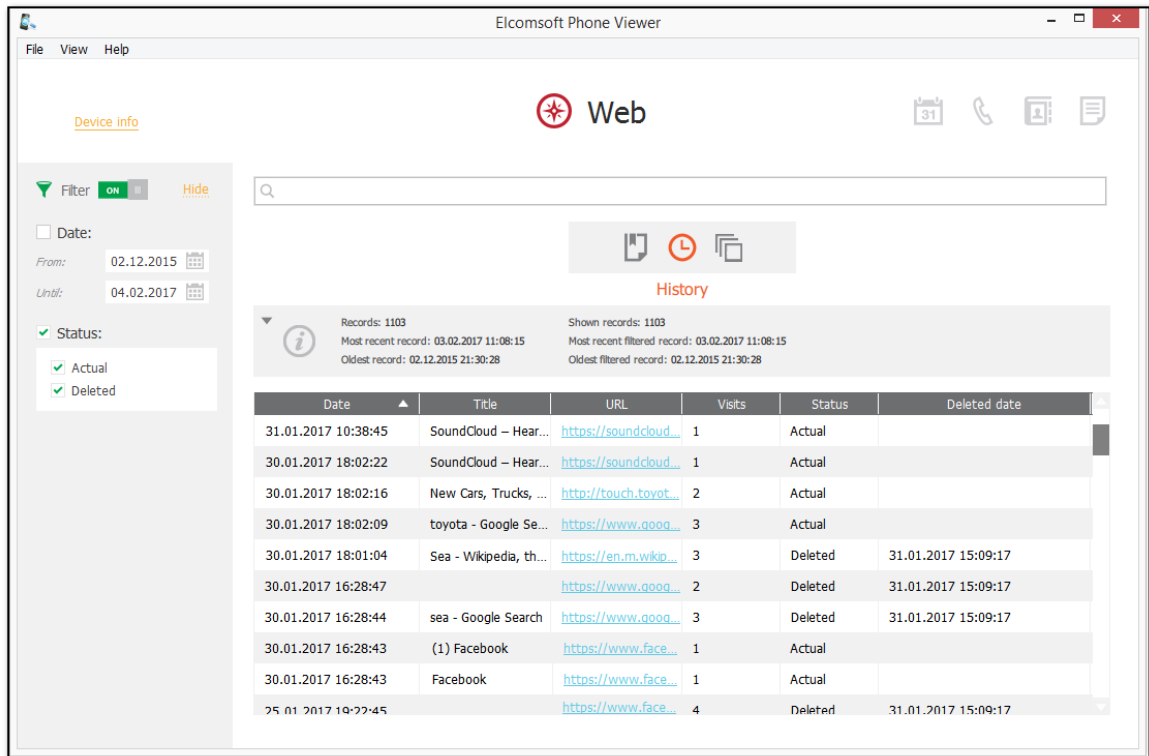 Elcomsoft Phone Viewer
File View Help
Device info
Web
31
Filter ON Hide
Date:
From: 02.12.2015
Until: 04.02.2017
Status:
Actual
Deleted
History
Records: 1103 Shown records: 1103
Most recent record: 03.02.2017 11:08:15 Most recent filtered record: 03.02.2017 11:08:15
Oldest record: 02.12.2015 21:30:28 Oldest filtered record: 02.12.2015 21:30:28
Date Title URL Visits Status Deleted date
31.01.2017 10:38:45 SoundCloud – Hear... https://soundcloud... 1 Actual
30.01.2017 18:02:22 SoundCloud – Hear... https://soundcloud... 1 Actual
30.01.2017 18:02:16 New Cars, Trucks, ... http://touch.toyot... 2 Actual
30.01.2017 18:02:09 toyota - Google Se... https://www.goog... 3 Actual
30.01.2017 18:01:04 Sea - Wikipedia, th... https://en.m.wikip... 3 Deleted 31.01.2017 15:09:17
30.01.2017 16:28:47 https://www.goog... 2 Deleted 31.01.2017 15:09:17
30.01.2017 16:28:44 sea - Google Search https://www.goog... 3 Deleted 31.01.2017 15:09:17
30.01.2017 16:28:43 (1) Facebook https://www.face... 1 Actual
30.01.2017 16:28:43 Facebook https://www.face... 1 Actual
25.01.2017 19:22:45 https://www.face... 4 Deleted 31.01.2017 15:09:17